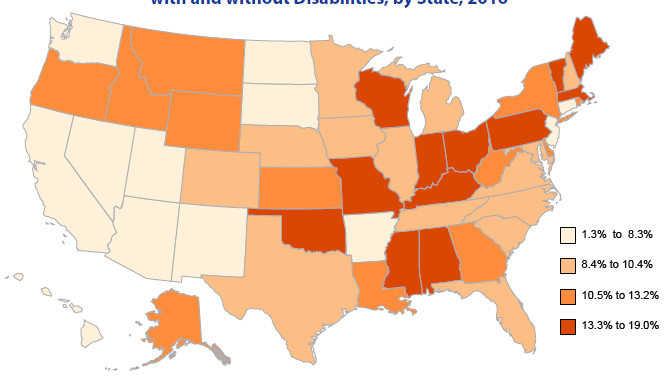 with and without Disabilities, by State, 2016
1.3% to 8.3%
8.4% to 10.4%
10.5% to 13.2%
13.3% to 19.0%